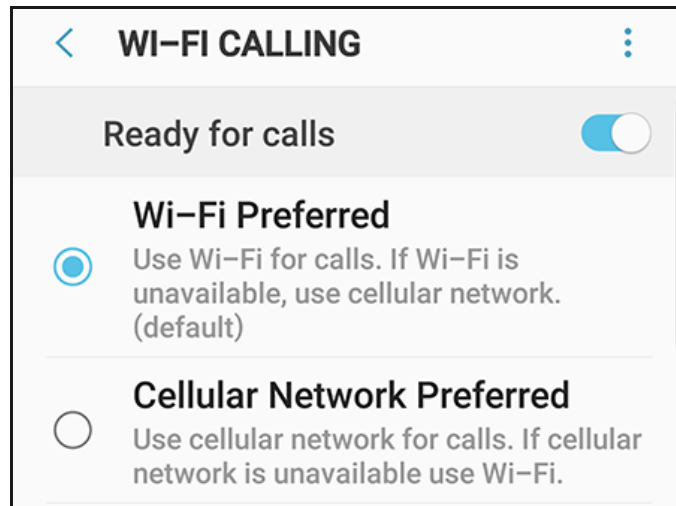 WI–FI CALLING
Ready for calls
Wi–Fi Preferred
Use Wi–Fi for calls. If Wi–Fi is
unavailable, use cellular network.
(default)
Cellular Network Preferred
Use cellular network for calls. If cellular
network is unavailable use Wi–Fi.